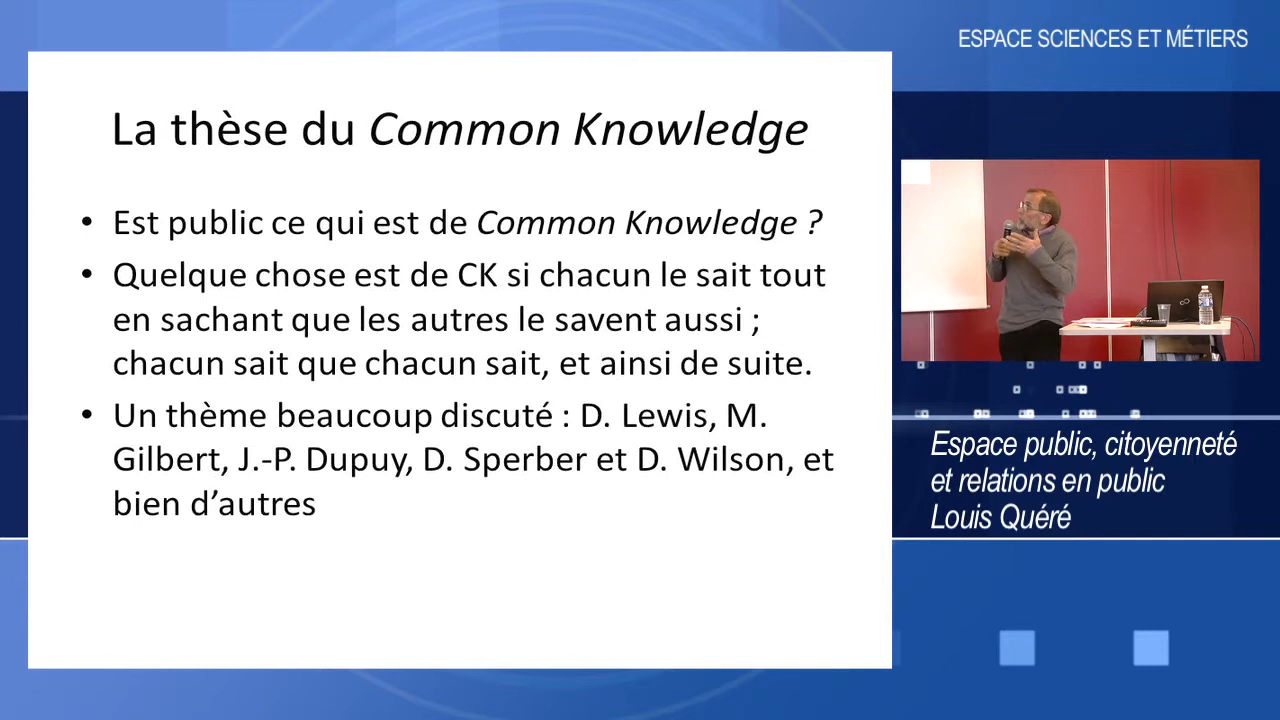 ESPACE SCIENCES ET MÉTIERS
La thèse du Common Knowledge
• Est public ce qui est de Common Knowledge ?
• Quelque chose est de CK si chacun le sait tout
en sachant que les autres le savent aussi ;
chacun sait que chacun sait, et ainsi de suite.
• Un thème beaucoup discuté : D. Lewis, M.
Gilbert, J.-P. Dupuy, D. Sperber et D. Wilson, et
bien d’autres
Espace public, citoyenneté
et relations en public
Louis Quéré